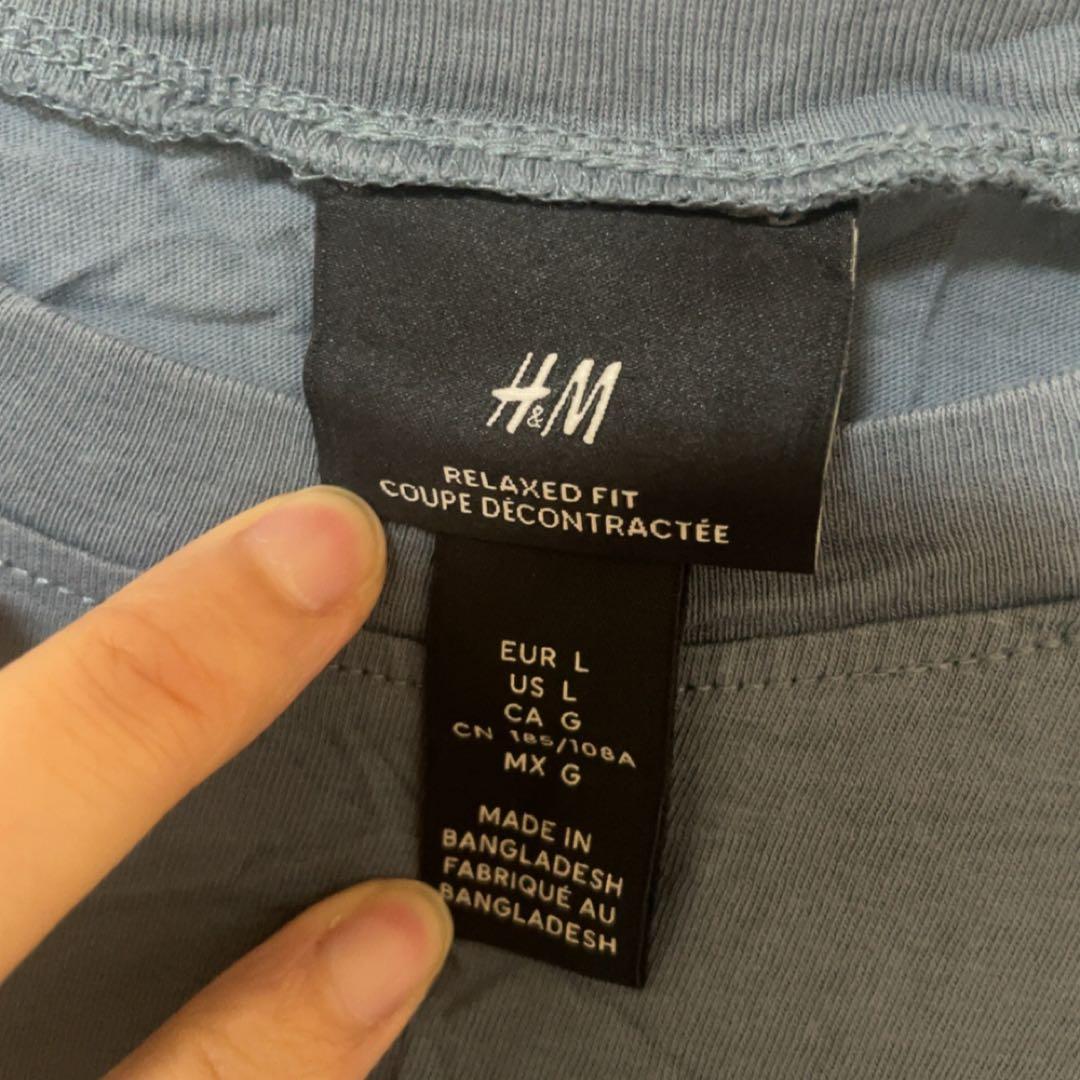 H&M
RELAXED FIT
COUPE DÉCONTRACTÉE
EUR L
US L
CA G
CN 185/108A
MX G
MADE IN
BANGLADESH
FABRIQUÉ AU
BANGLADESH